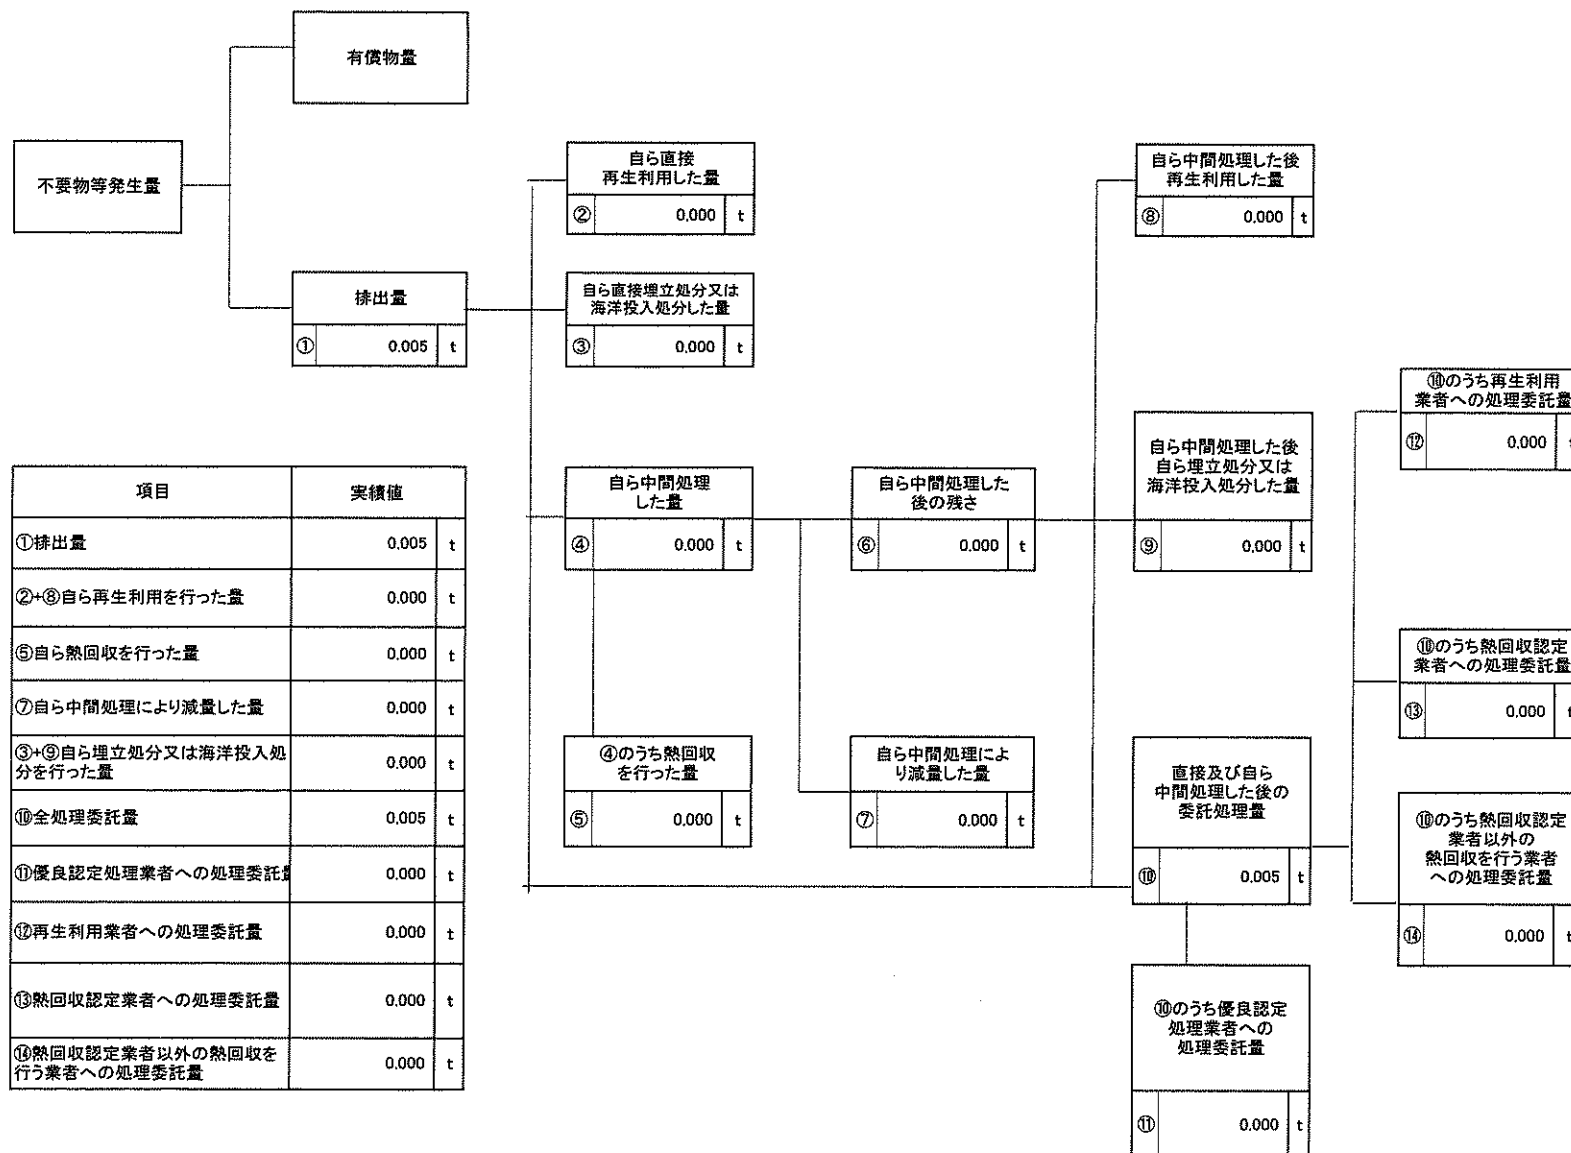 有償物量
不要物等発生量
排出量
① 0.005 t
自ら直接
再生利用した量
② 0.000 t
自ら直接埋立処分又は
海洋投入処分した量
③ 0.000 t
自ら中間処理
した量
④ 0.000 t
④のうち熱回収
を行った量
⑤ 0.000 t
自ら中間処理した
後の残さ
⑥ 0.000 t
自ら中間処理によ
り減量した量
⑦ 0.000 t
自ら中間処理した後
再生利用した量
⑧ 0.000 t
自ら中間処理した後
自ら埋立処分又は
海洋投入処分した量
⑨ 0.000 t
直接及び自ら
中間処理した後の
委託処理量
⑩ 0.005 t
⑩のうち優良認定
処理業者への
処理委託量
⑪ 0.000 t
⑩のうち再生利用
業者への処理委託量
⑫ 0.000 t
⑩のうち熱回収認定
業者への処理委託量
⑬ 0.000 t
⑩のうち熱回収認定
業者以外の
熱回収を行う業者
への処理委託量
⑭ 0.000 t
項目 実績値
①排出量 0.005 t
②+⑧自ら再生利用を行った量 0.000 t
⑤自ら熱回収を行った量 0.000 t
⑦自ら中間処理により減量した量 0.000 t
③+⑨自ら埋立処分又は海洋投入処
分を行った量 0.000 t
⑩全処理委託量 0.005 t
⑪優良認定処理業者への処理委託量 0.000 t
⑫再生利用業者への処理委託量 0.000 t
⑬熱回収認定業者への処理委託量 0.000 t
⑭熱回収認定業者以外の熱回収を
行う業者への処理委託量 0.000 t